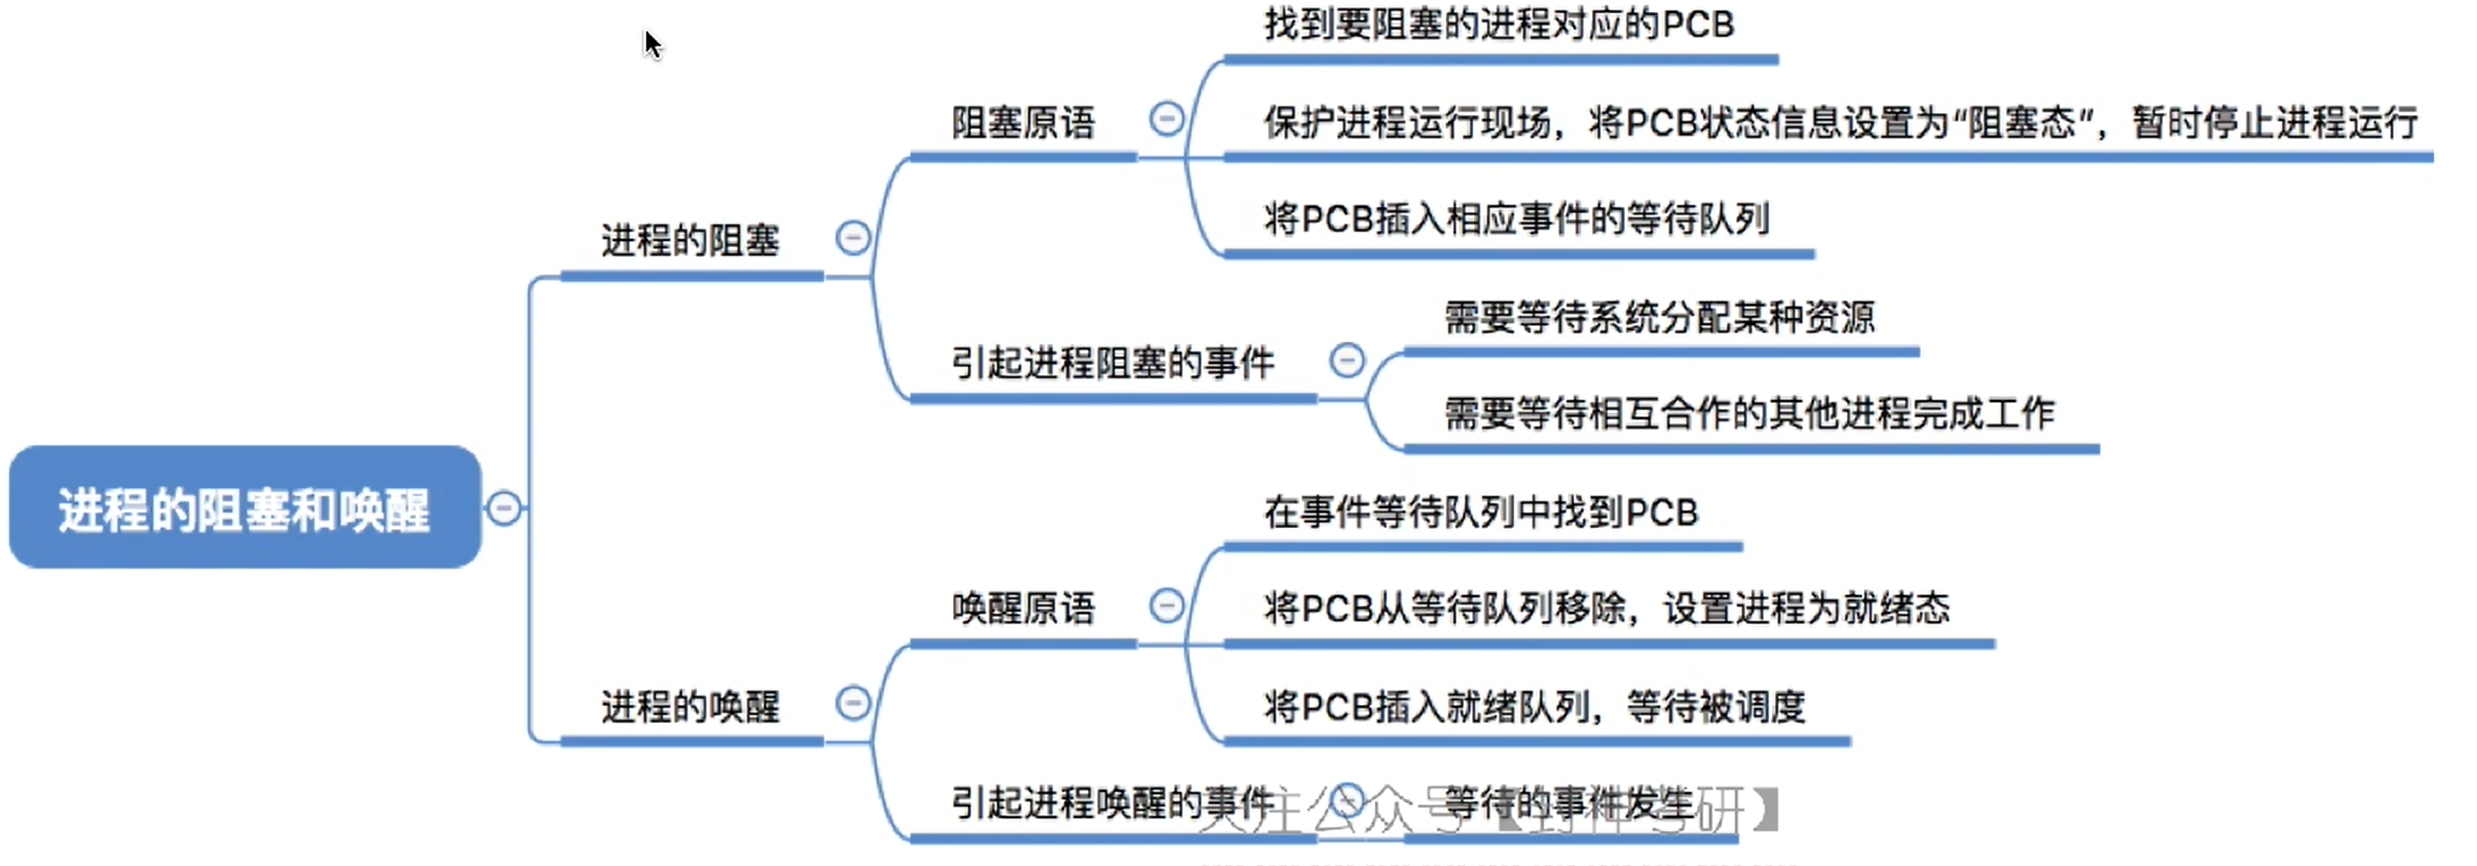 进程的阻塞和唤醒
进程的阻塞
阻塞原语
找到要阻塞的进程对应的PCB
保护进程运行现场，将PCB状态信息设置为“阻塞态”，暂时停止进程运行
将PCB插入相应事件的等待队列
引起进程阻塞的事件
需要等待系统分配某种资源
需要等待相互合作的其他进程完成工作
进程的唤醒
唤醒原语
在事件等待队列中找到PCB
将PCB从等待队列移除，设置进程为就绪态
将PCB插入就绪队列，等待被调度
引起进程唤醒的事件
等待的事件发生
关注公众号【封神考研】